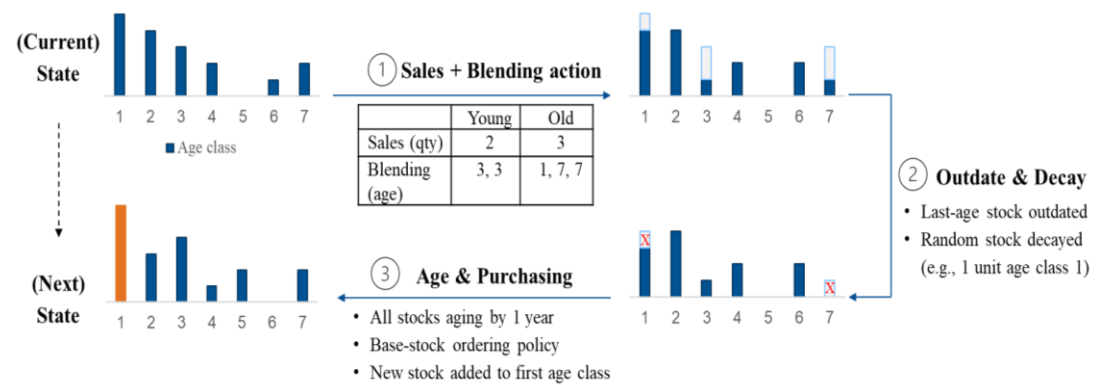 (Current)
State
1 2 3 4 5 6 7
Age class
1 Sales + Blending action
Young Old
Sales (qty) 2 3
Blending (age) 3, 3 1, 7, 7
1 2 3 4 5 6 7
2 Outdate & Decay
• Last-age stock outdated
• Random stock decayed
(e.g., 1 unit age class 1)
X X
1 2 3 4 5 6 7
3 Age & Purchasing
• All stocks aging by 1 year
• Base-stock ordering policy
• New stock added to first age class
(Next)
State
1 2 3 4 5 6 7